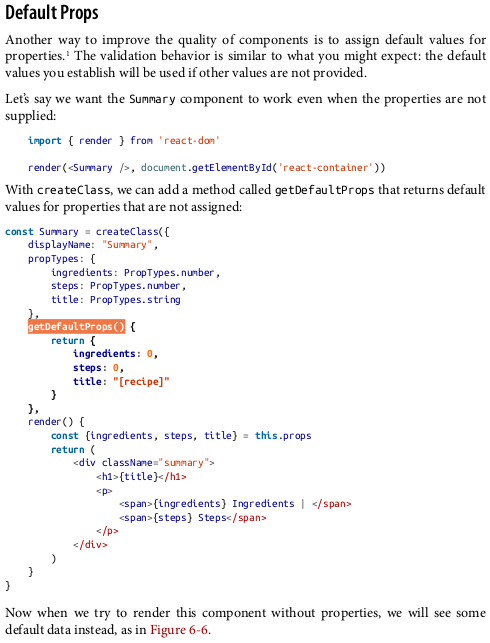 Default Props
Another way to improve the quality of components is to assign default values for
properties.¹ The validation behavior is similar to what you might expect: the default
values you establish will be used if other values are not provided.
Let's say we want the Summary component to work even when the properties are not
supplied:
import { render } from 'react-dom'
render(<Summary />, document.getElementById('react-container'))
With createClass, we can add a method called getDefaultProps that returns default
values for properties that are not assigned:
const Summary = createClass({
    displayName: "Summary",
    propTypes: {
        ingredients: PropTypes.number,
        steps: PropTypes.number,
        title: PropTypes.string
    },
    getDefaultProps() {
        return {
            ingredients: 0,
            steps: 0,
            title: "[recipe]"
        }
    },
    render() {
        const {ingredients, steps, title} = this.props
        return (
            <div className="summary">
                <h1>{title}</h1>
                <p>
                    <span>{ingredients} Ingredients | </span>
                    <span>{steps} Steps</span>
                </p>
            </div>
        )
    }
}
Now when we try to render this component without properties, we will see some
default data instead, as in Figure 6-6.